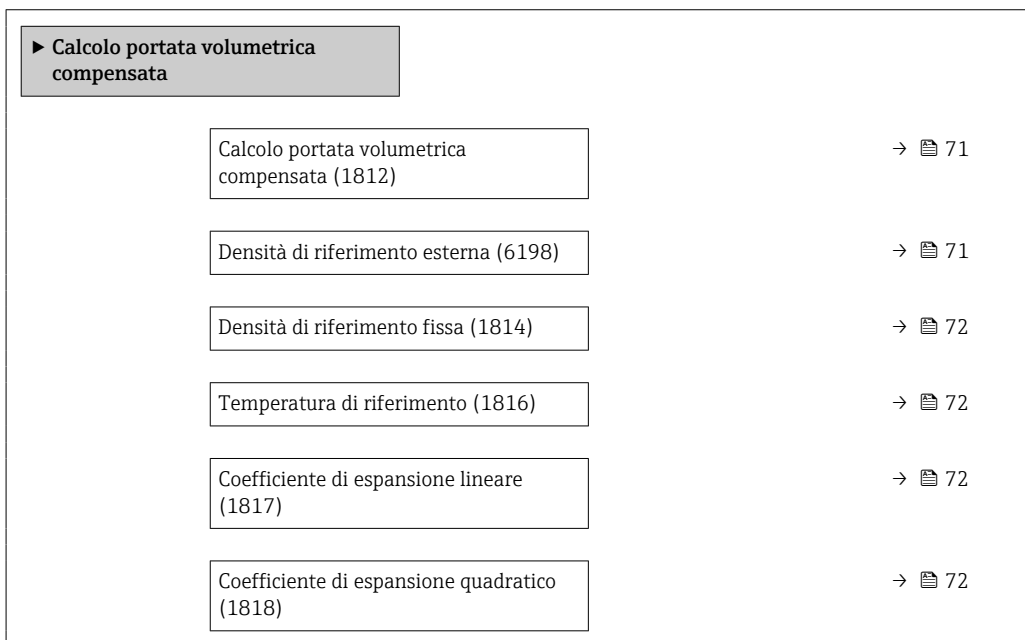 ▶ Calcolo portata volumetrica
compensata
Calcolo portata volumetrica
compensata (1812)
→ 71
Densità di riferimento esterna (6198)
→ 71
Densità di riferimento fissa (1814)
→ 72
Temperatura di riferimento (1816)
→ 72
Coefficiente di espansione lineare
(1817)
→ 72
Coefficiente di espansione quadratico
(1818)
→ 72